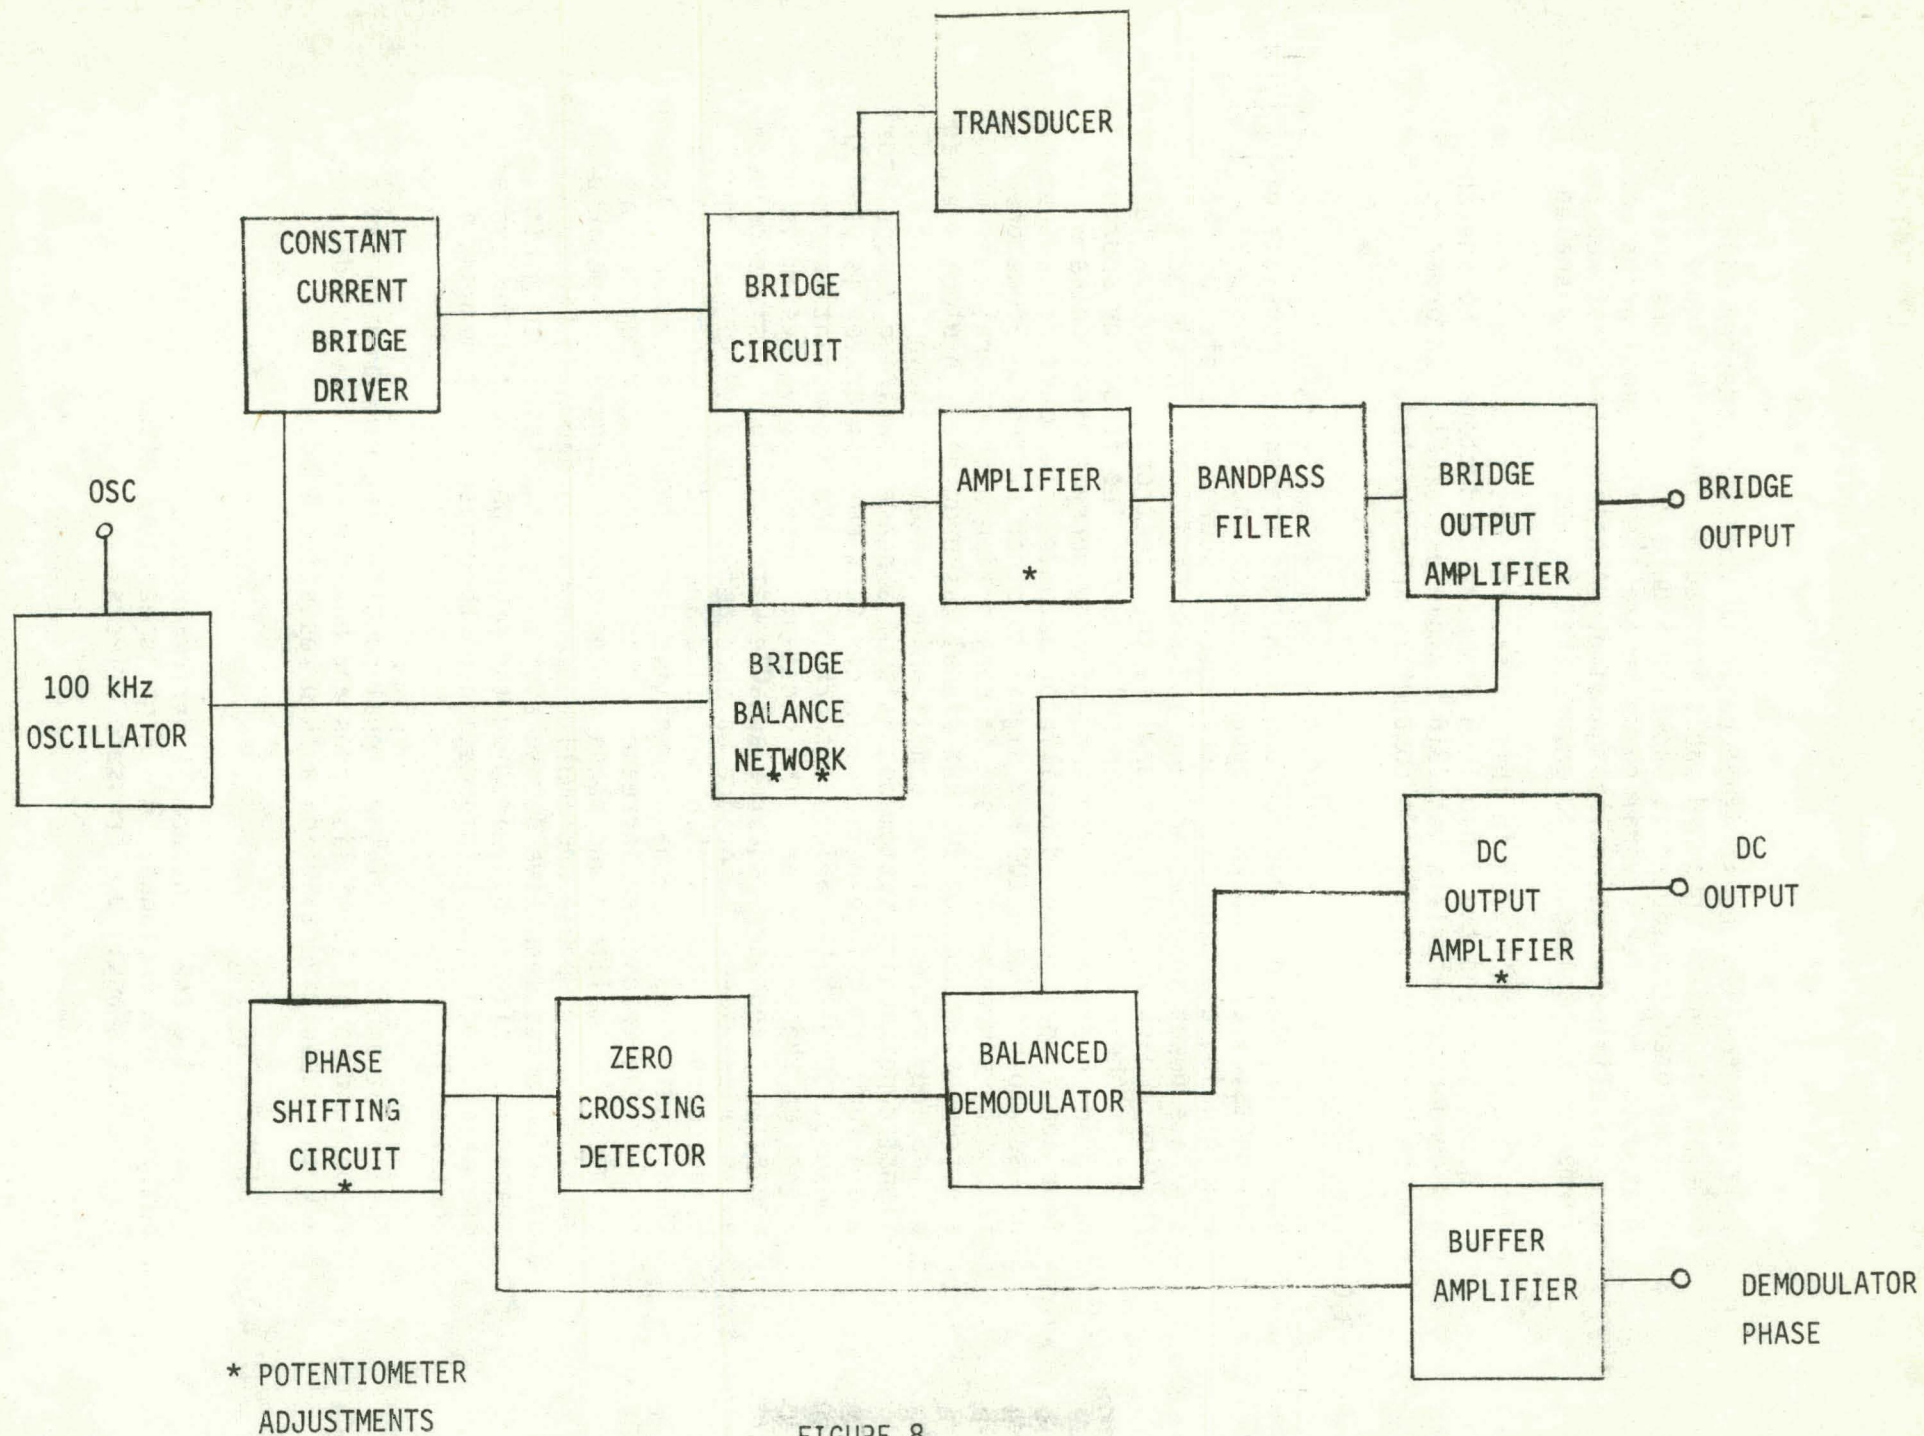 TRANSDUCER
CONSTANT
CURRENT
BRIDGE
DRIVER
BRIDGE
CIRCUIT
OSC
100 kHz
OSCILLATOR
BRIDGE
BALANCE
NETWORK
* *
AMPLIFIER
*
BANDPASS
FILTER
BRIDGE
OUTPUT
AMPLIFIER
BRIDGE
OUTPUT
DC
OUTPUT
AMPLIFIER
*
DC
OUTPUT
PHASE
SHIFTING
CIRCUIT
*
ZERO
CROSSING
DETECTOR
BALANCED
DEMODULATOR
BUFFER
AMPLIFIER
DEMODULATOR
PHASE
* POTENTIOMETER
ADJUSTMENTS
FIGURE 8